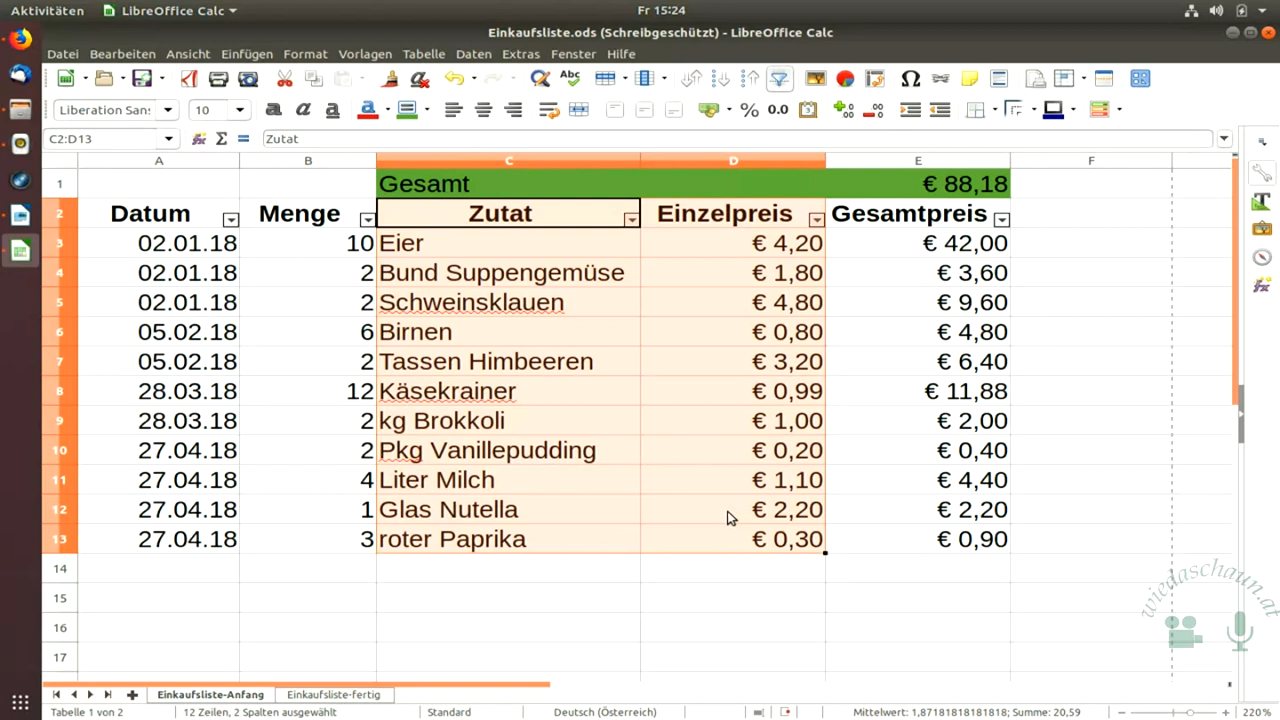 Aktivitäten LibreOffice Calc Fr 15:24
Einkaufsliste.ods (Schreibgeschützt) - LibreOffice Calc
Datei Bearbeiten Ansicht Einfügen Format Vorlagen Tabelle Daten Extras Fenster Hilfe
Liberation Sans 10
C2:D13 Zutat
A B C D E F
1 Gesamt € 88,18
2 Datum Menge Zutat Einzelpreis Gesamtpreis
3 02.01.18 10 Eier € 4,20 € 42,00
4 02.01.18 2 Bund Suppengemüse € 1,80 € 3,60
5 02.01.18 2 Schweinsklauen € 4,80 € 9,60
6 05.02.18 6 Birnen € 0,80 € 4,80
7 05.02.18 2 Tassen Himbeeren € 3,20 € 6,40
8 28.03.18 12 Käsekrainer € 0,99 € 11,88
9 28.03.18 2 kg Brokkoli € 1,00 € 2,00
10 27.04.18 2 Pkg Vanillepudding € 0,20 € 0,40
11 27.04.18 4 Liter Milch € 1,10 € 4,40
12 27.04.18 1 Glas Nutella € 2,20 € 2,20
13 27.04.18 3 roter Paprika € 0,30 € 0,90
14
15
16
17
wiedaschaun.at
Einkaufsliste-Anfang Einkaufsliste-fertig
Tabelle 1 von 2 12 Zeilen, 2 Spalten ausgewählt Standard Deutsch (Österreich) Mittelwert: 1,87181818181818; Summe: 20,59 220%